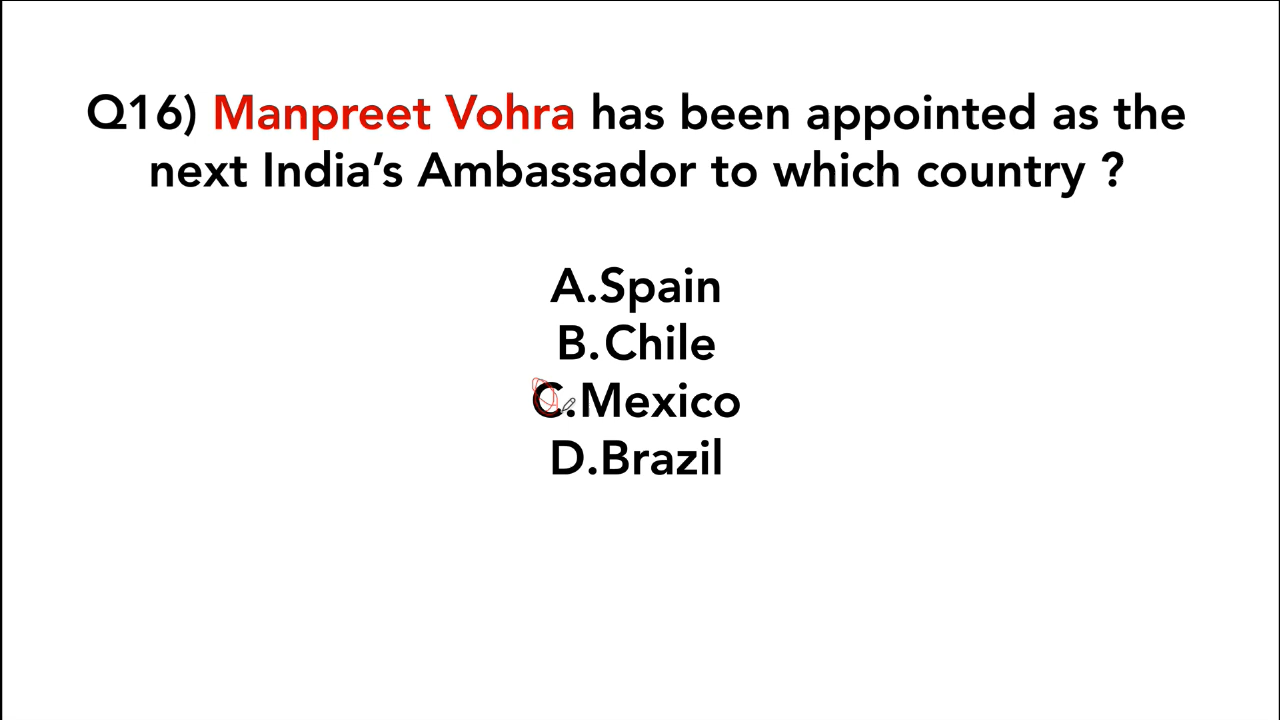 Q16) Manpreet Vohra has been appointed as the
next India’s Ambassador to which country ?
A.Spain
B.Chile
C.Mexico
D.Brazil